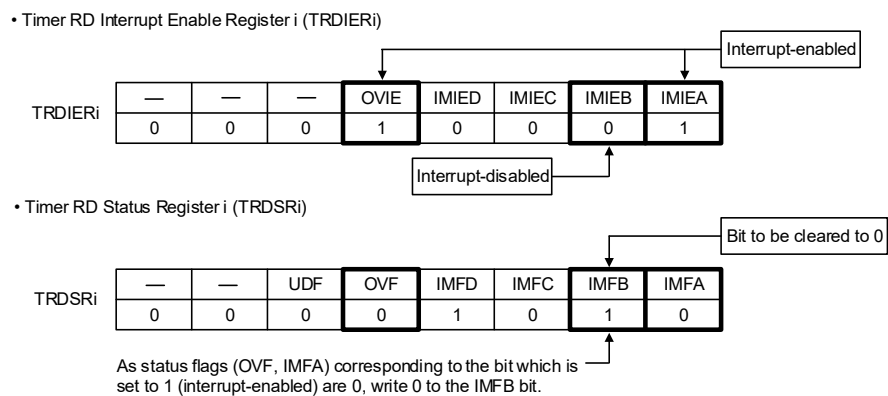 • Timer RD Interrupt Enable Register i (TRDIERi)
Interrupt-enabled
TRDIERi
— — — OVIE IMIED IMIEC IMIEB IMIEA
0 0 0 1 0 0 0 1
Interrupt-disabled
• Timer RD Status Register i (TRDSRi)
Bit to be cleared to 0
TRDSRi
— — UDF OVF IMFD IMFC IMFB IMFA
0 0 0 0 1 0 1 0
As status flags (OVF, IMFA) corresponding to the bit which is
set to 1 (interrupt-enabled) are 0, write 0 to the IMFB bit.